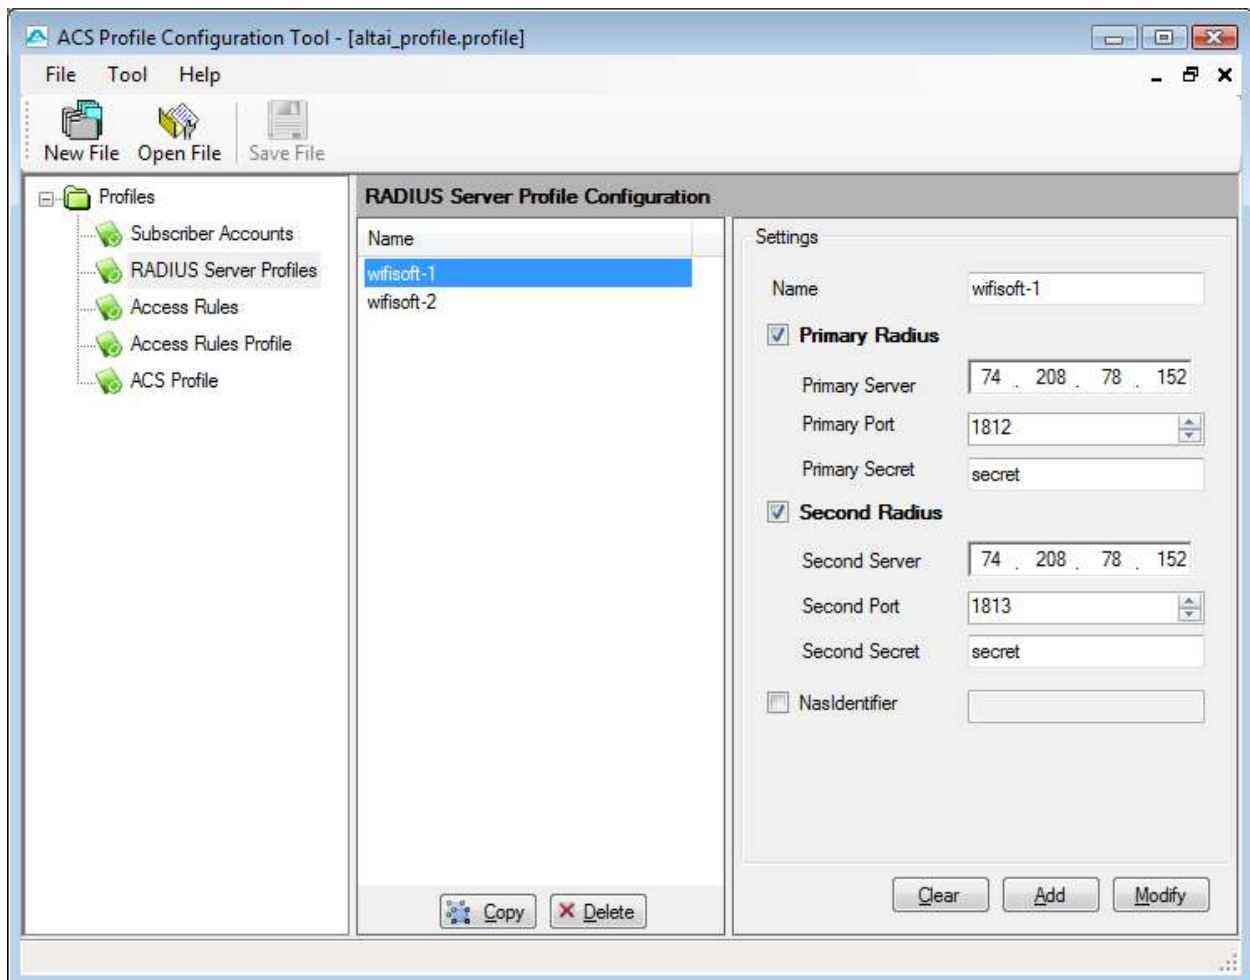 ACS Profile Configuration Tool - [altai_profile.profile]
File Tool Help
New File Open File Save File
Profiles
Subscriber Accounts
RADIUS Server Profiles
Access Rules
Access Rules Profile
ACS Profile
RADIUS Server Profile Configuration
Name
wifisoft-1
wifisoft-2
Copy Delete
Settings
Name wifisoft-1
Primary Radius
Primary Server 74 . 208 . 78 . 152
Primary Port 1812
Primary Secret secret
Second Radius
Second Server 74 . 208 . 78 . 152
Second Port 1813
Second Secret secret
NasIdentifier
Clear Add Modify